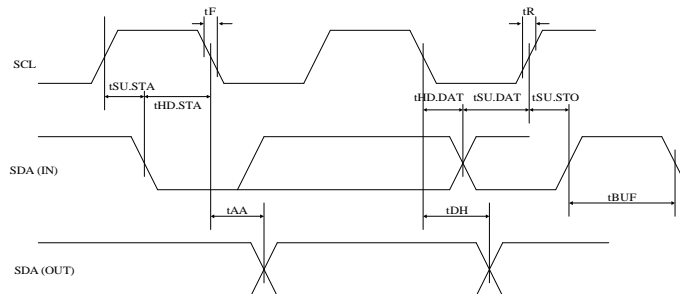 tF
tR
SCL
tSU.STA
tHD.STA
tHD.DAT
tSU.DAT
tSU.STO
SDA (IN)
tBUF
tAA
tDH
SDA (OUT)